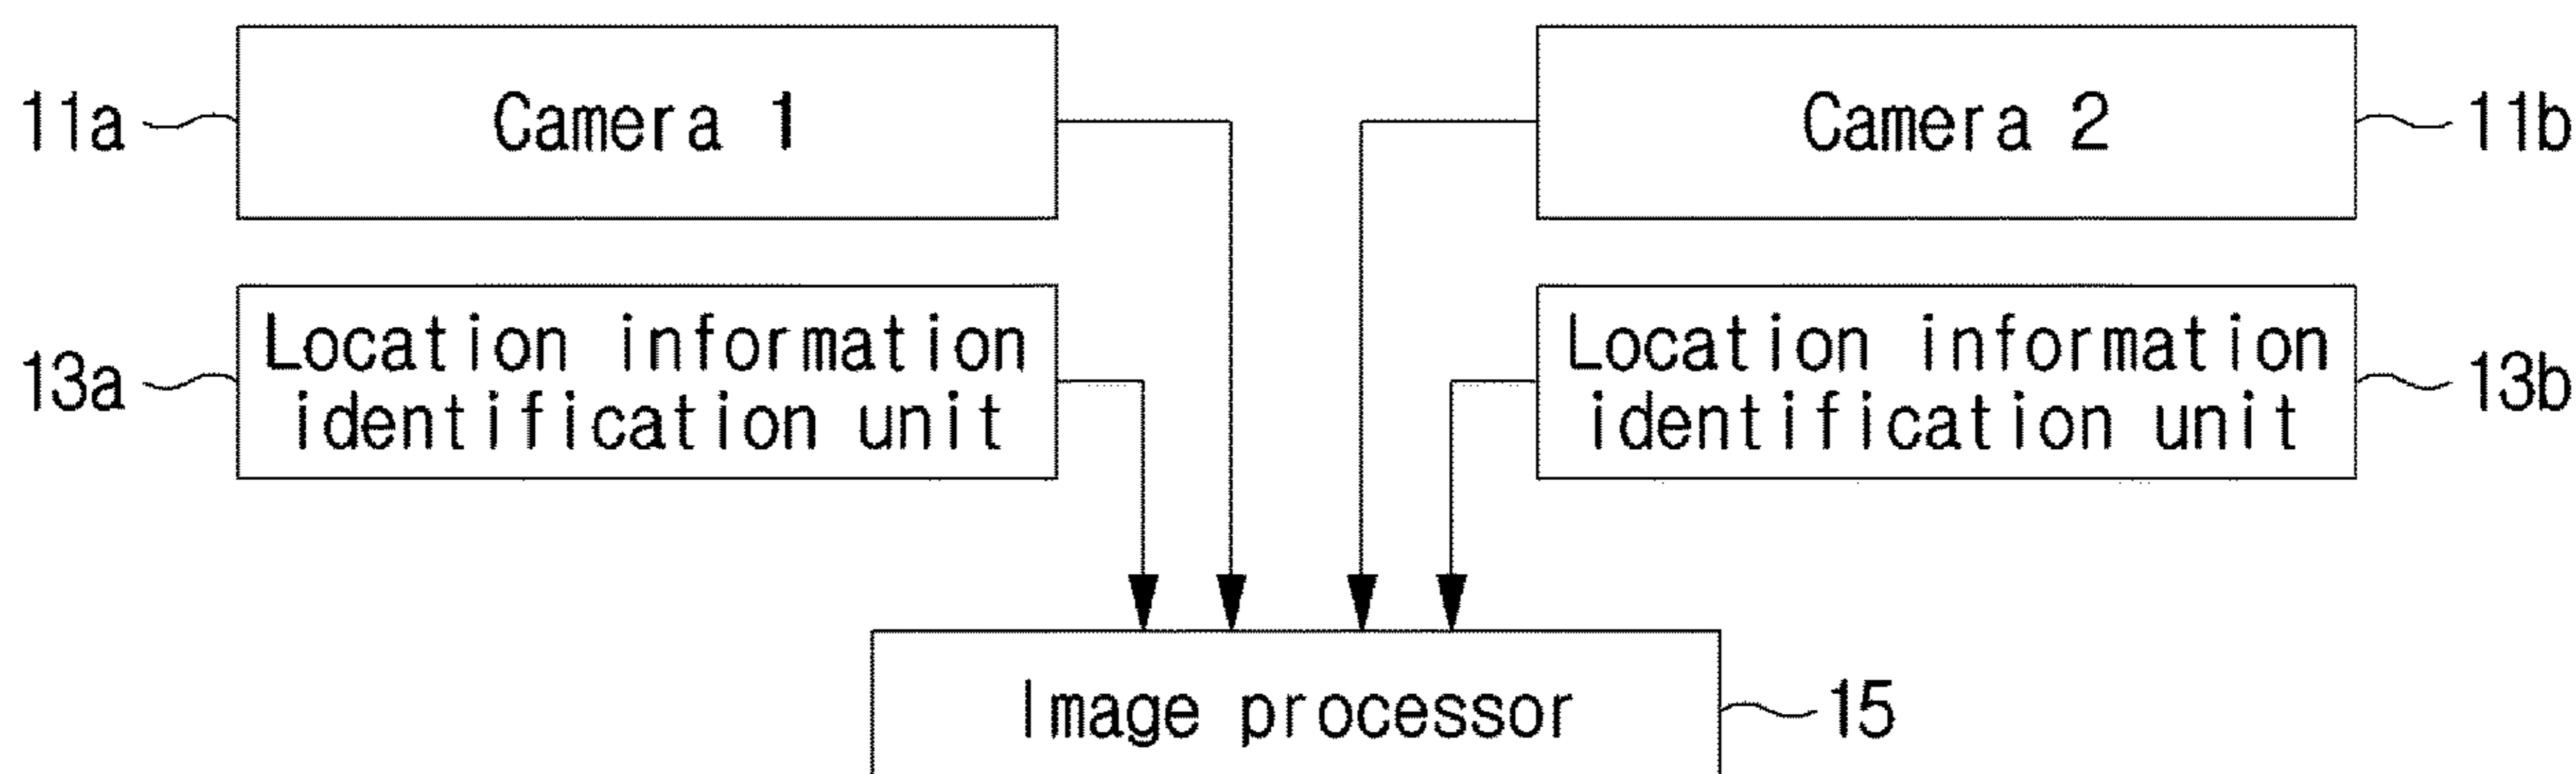 11a Camera 1 Camera 2 11b
13a Location information Location information 13b
identification unit identification unit
Image processor 15